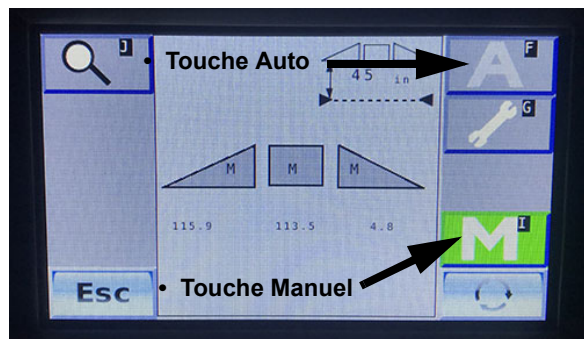 J
• Touche Auto
45 in
A F
G
M M M
115.9 113.5 4.8
M I
Esc
• Touche Manuel